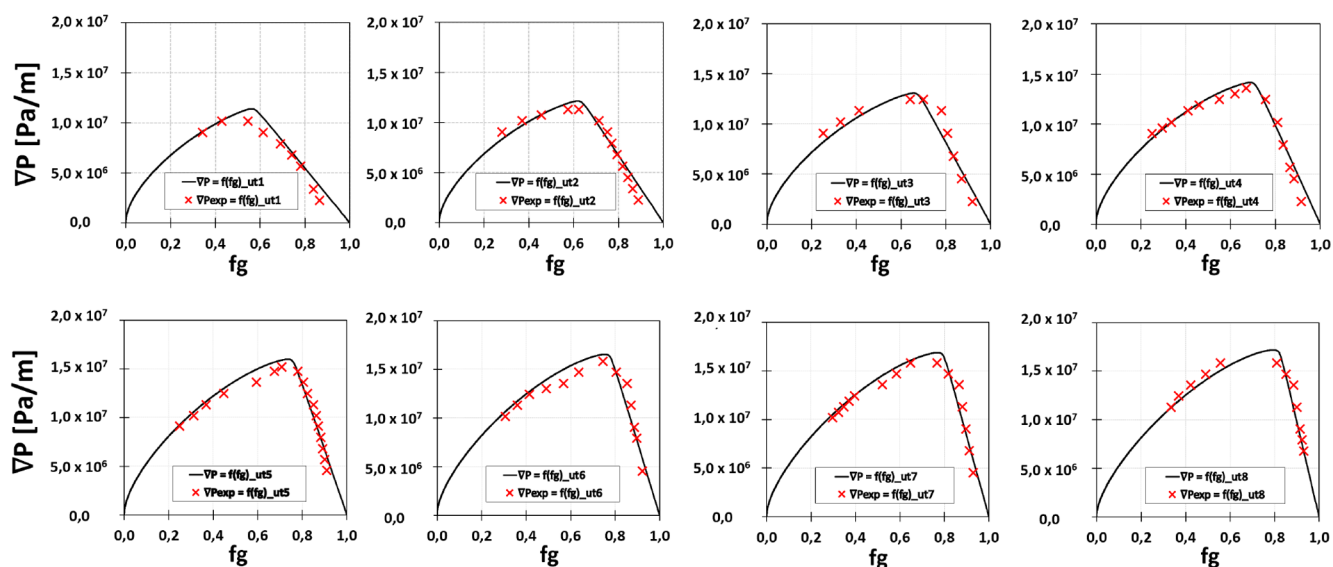 ∇P [Pa/m]
2,0 x 10⁷
1,5 x 10⁷
1,0 x 10⁷
5,0 x 10⁶
0,0
∇P = f(fg)_ut1
∇Pexp = f(fg)_ut1
0,0 0,2 0,4 0,6 0,8 1,0
fg
2,0 x 10⁷
1,5 x 10⁷
1,0 x 10⁷
5,0 x 10⁶
0,0
∇P = f(fg)_ut2
∇Pexp = f(fg)_ut2
0,0 0,2 0,4 0,6 0,8 1,0
fg
2,0 x 10⁷
1,5 x 10⁷
1,0 x 10⁷
5,0 x 10⁶
0,0
∇P = f(fg)_ut3
∇Pexp = f(fg)_ut3
0,0 0,2 0,4 0,6 0,8 1,0
fg
2,0 x 10⁷
1,5 x 10⁷
1,0 x 10⁷
5,0 x 10⁶
0,0
∇P = f(fg)_ut4
∇Pexp = f(fg)_ut4
0,0 0,2 0,4 0,6 0,8 1,0
fg
∇P [Pa/m]
2,0 x 10⁷
1,5 x 10⁷
1,0 x 10⁷
5,0 x 10⁶
0,0
∇P = f(fg)_ut5
∇Pexp = f(fg)_ut5
0,0 0,2 0,4 0,6 0,8 1,0
fg
2,0 x 10⁷
1,5 x 10⁷
1,0 x 10⁷
5,0 x 10⁶
0,0
∇P = f(fg)_ut6
∇Pexp = f(fg)_ut6
0,0 0,2 0,4 0,6 0,8 1,0
fg
2,0 x 10⁷
1,5 x 10⁷
1,0 x 10⁷
5,0 x 10⁶
0,0
∇P = f(fg)_ut7
∇Pexp = f(fg)_ut7
0,0 0,2 0,4 0,6 0,8 1,0
fg
2,0 x 10⁷
1,5 x 10⁷
1,0 x 10⁷
5,0 x 10⁶
0,0
∇P = f(fg)_ut8
∇Pexp = f(fg)_ut8
0,0 0,2 0,4 0,6 0,8 1,0
fg